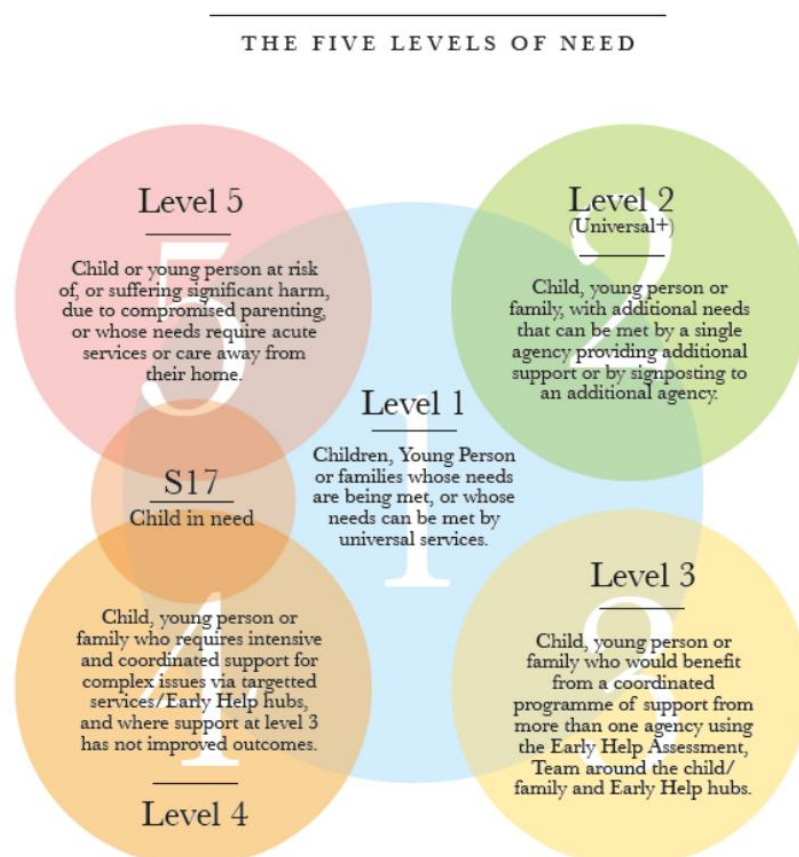 THE FIVE LEVELS OF NEED
Level 5
5
Child or young person at risk
of, or suffering significant harm,
due to compromised parenting,
or whose needs require acute
services or care away from
their home.
Level 2
(Universal+)
2
Child, young person or
family, with additional needs
that can be met by a single
agency providing additional
support or by signposting to
an additional agency.
Level 1
1
Children, Young Person
or families whose needs
are being met, or whose
needs can be met by
universal services.
S17
Child in need
4
Child, young person or
family who requires intensive
and coordinated support for
complex issues via targetted
services/Early Help hubs,
and where support at level 3
has not improved outcomes.
Level 4
Level 3
3
Child, young person or
family who would benefit
from a coordinated
programme of support from
more than one agency using
the Early Help Assessment,
Team around the child/
family and Early Help hubs.